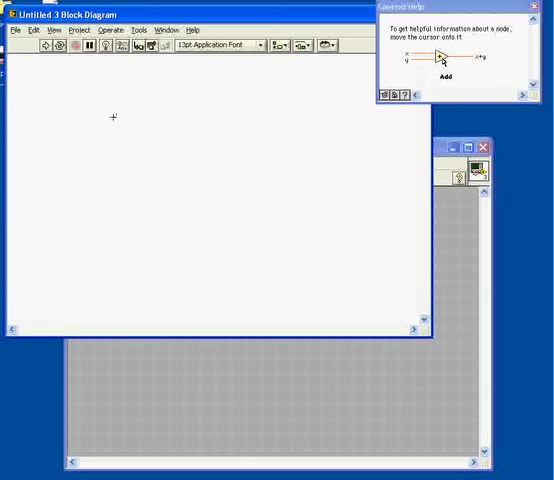 Untitled 3 Block Diagram
File Edit View Project Operate Tools Window Help
13pt Application Font
Context Help
To get helpful information about a node,
move the cursor onto it.
x
y
x+y
Add
?
?
3